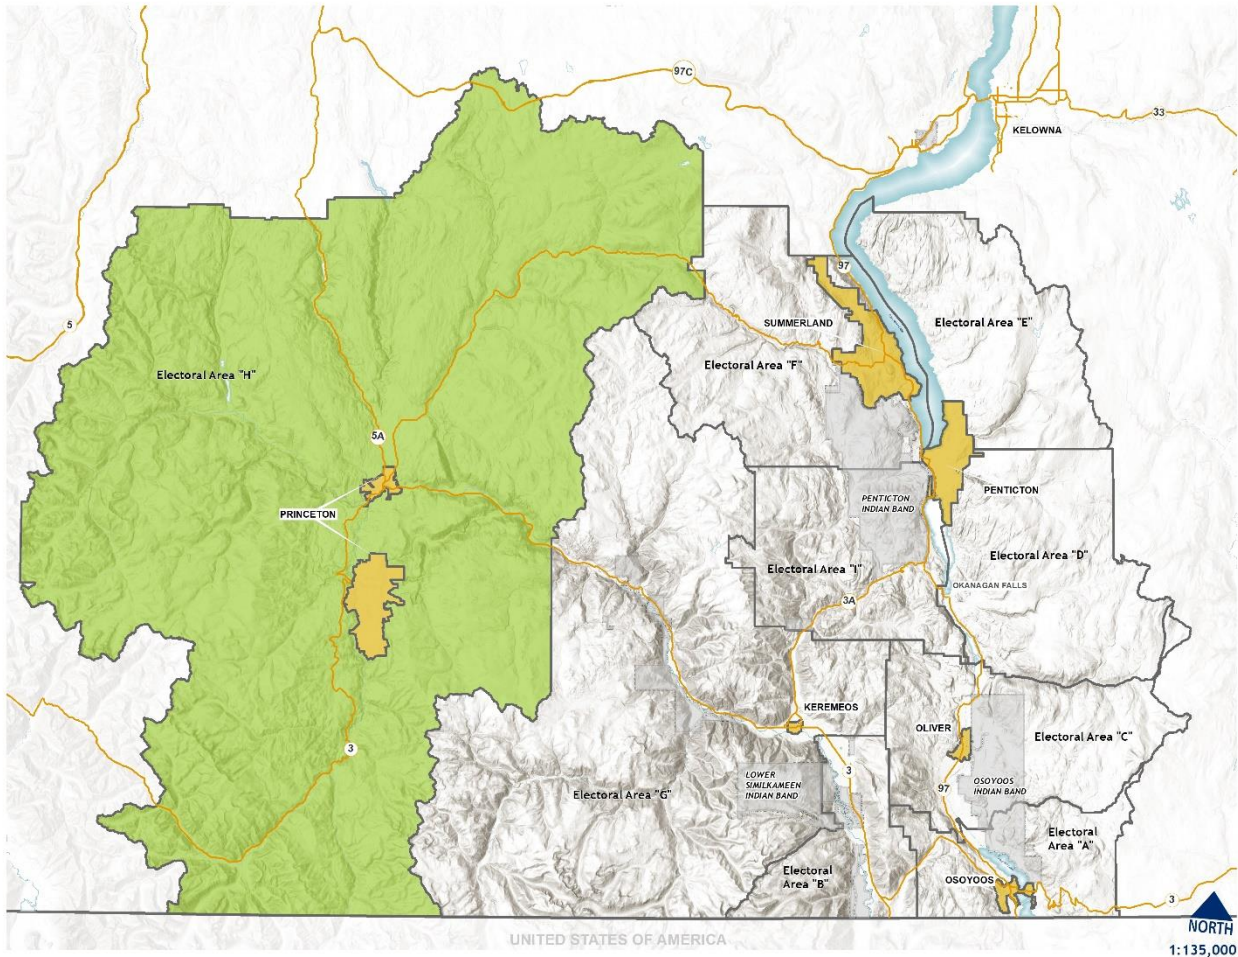 97C
33
KELOWNA
97
SUMMERLAND
Electoral Area "E"
5
Electoral Area "F"
Electoral Area "H"
5A
PENTICTON
PENTICTON
INDIAN BAND
PRINCETON
Electoral Area "D"
Electoral Area "I"
OKANAGAN FALLS
3A
KEREMEOS
OLIVER
Electoral Area "C"
3
LOWER
SIMILKAMEEN
INDIAN BAND
3
OSOYOOS
INDIAN BAND
97
Electoral Area "G"
Electoral
Area "A"
Electoral
Area "B"
OSOYOOS
3
NORTH
UNITED STATES OF AMERICA
1:135,000